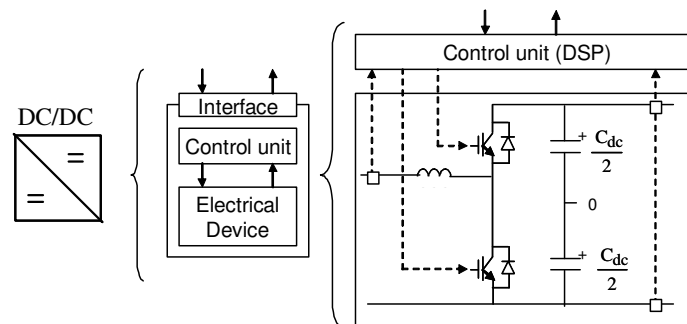 DC/DC
=
=
Interface
Control unit
Electrical
Device
Control unit (DSP)
+ C_dc
2
0
+ C_dc
2